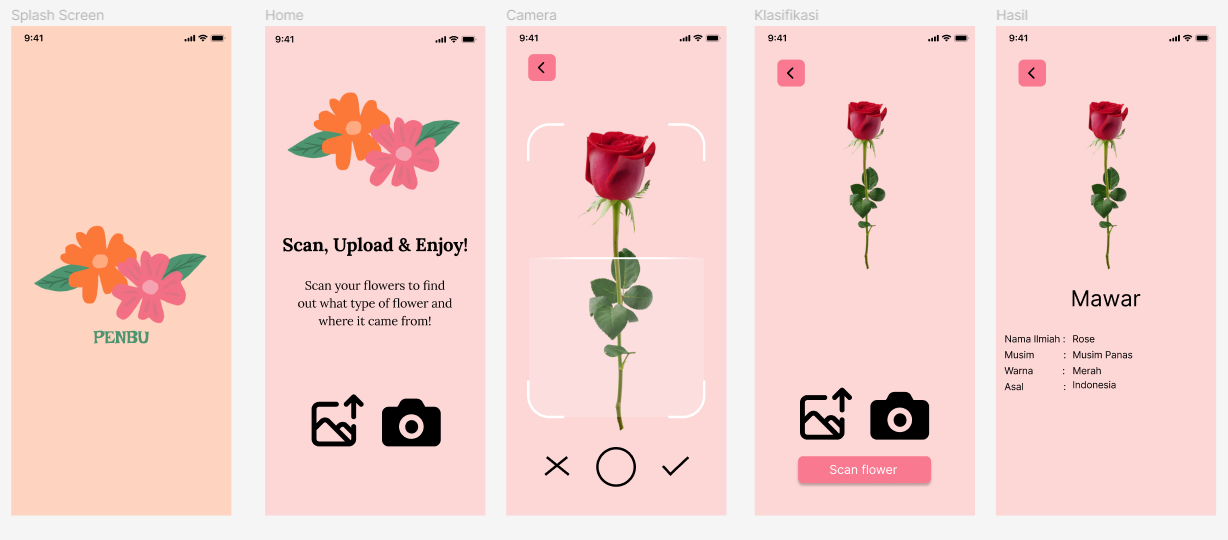 Splash Screen
9:41
PENBU
Home
9:41
Scan, Upload & Enjoy!
Scan your flowers to find
out what type of flower and
where it came from!
Camera
9:41
Klasifikasi
9:41
Scan flower
Hasil
9:41
Mawar
Nama Ilmiah : Rose
Musim : Musim Panas
Warna : Merah
Asal : Indonesia